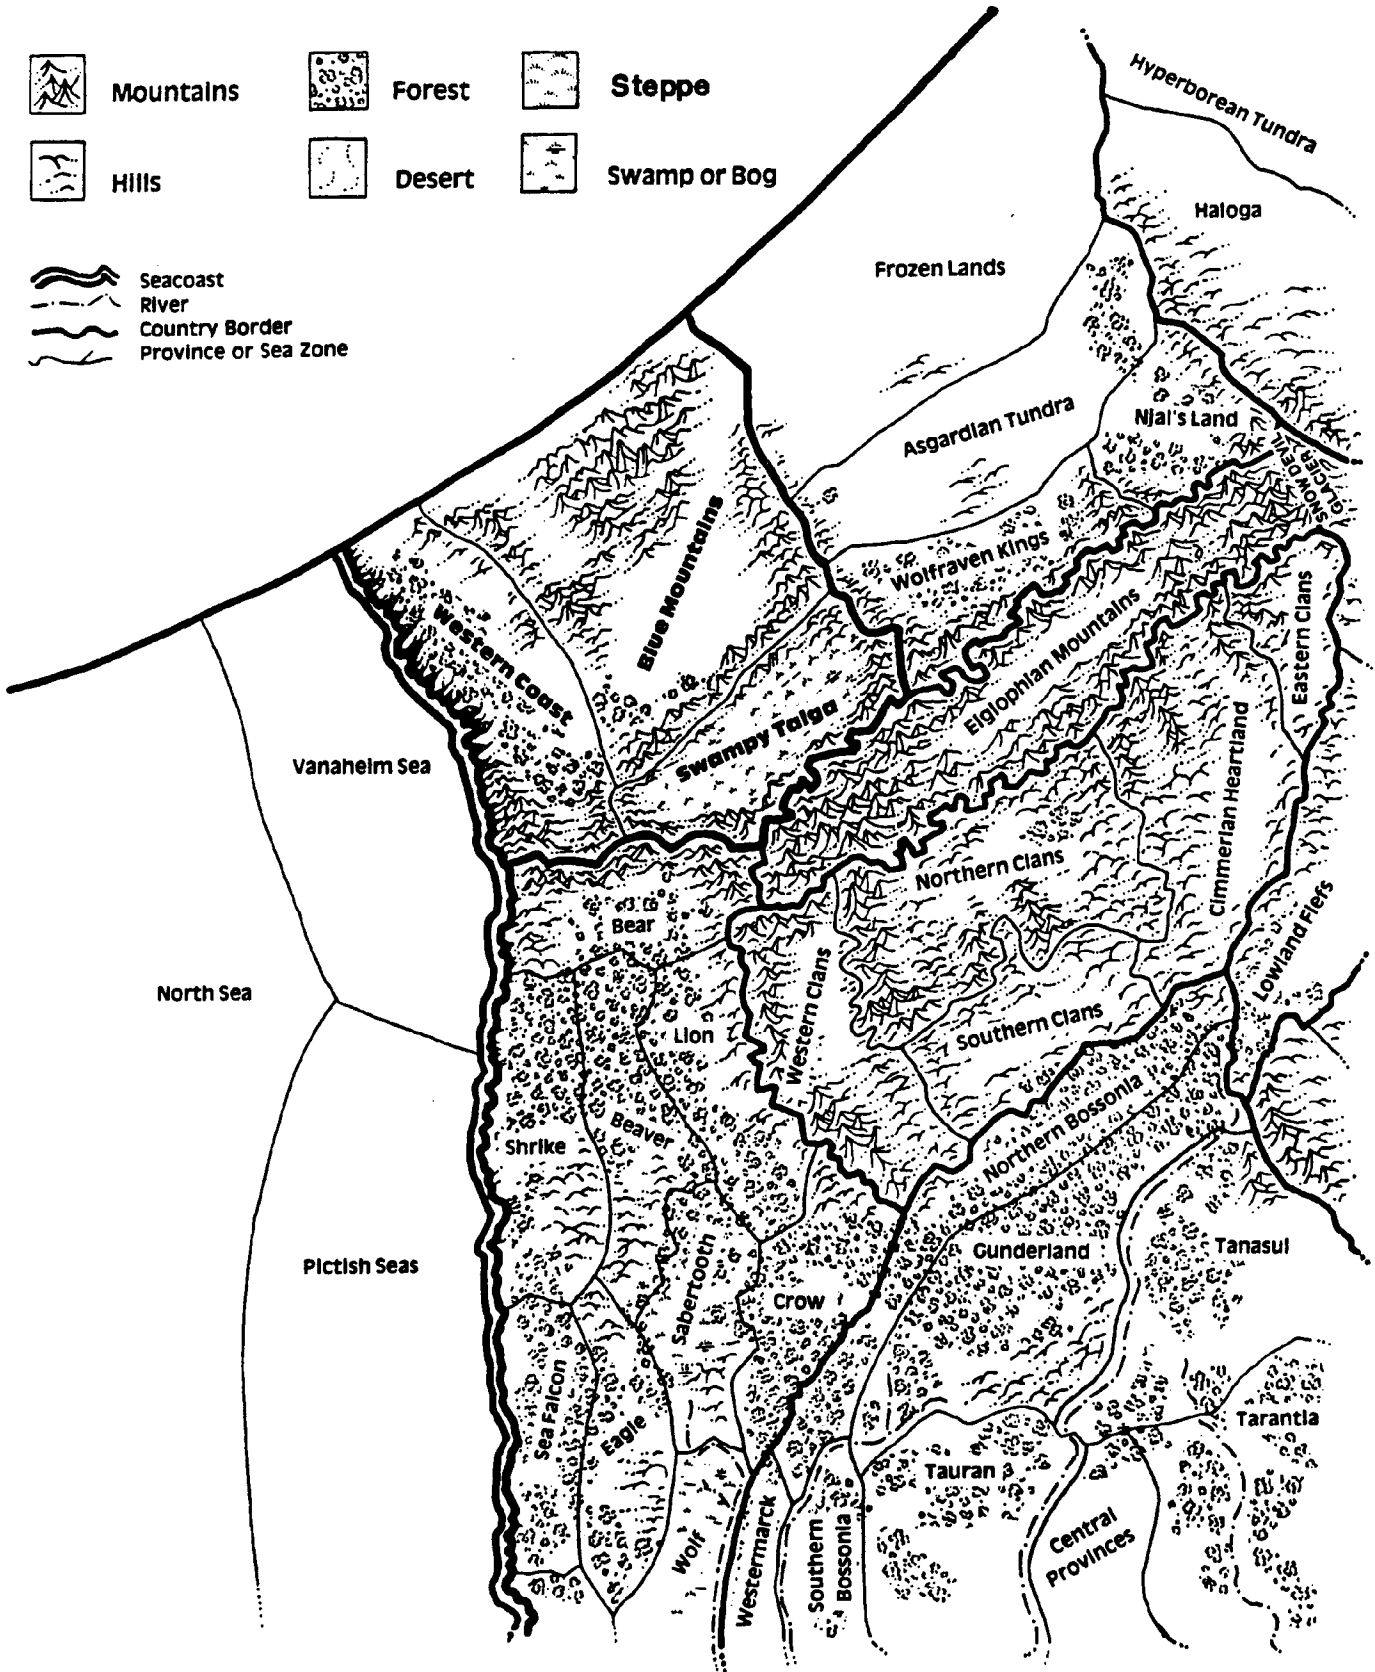 Mountains
Forest
Steppe
Hills
Desert
Swamp or Bog
Seacoast
River
Country Border
Province or Sea Zone
Hyperborean Tundra
Haloga
Frozen Lands
Njal's Land
Asgardian Tundra
SNOW DEVIL
GLACIER
Wolfraven Kings
Blue Mountains
Western Coast
Eiglophian Mountains
Eastern Clans
Swampy Taiga
Vanaheim Sea
Cimmerian Heartland
Northern Clans
Bear
Lowland Fiefs
Western Clans
North Sea
Lion
Southern Clans
Northern Bossonia
Beaver
Shrike
Gunderland
Tanasul
Pictish Seas
Sabertooth
Crow
Sea Falcon
Eagle
Tarantia
Tauran
Wolf
Westermarck
Southern
Bossonia
Central
Provinces